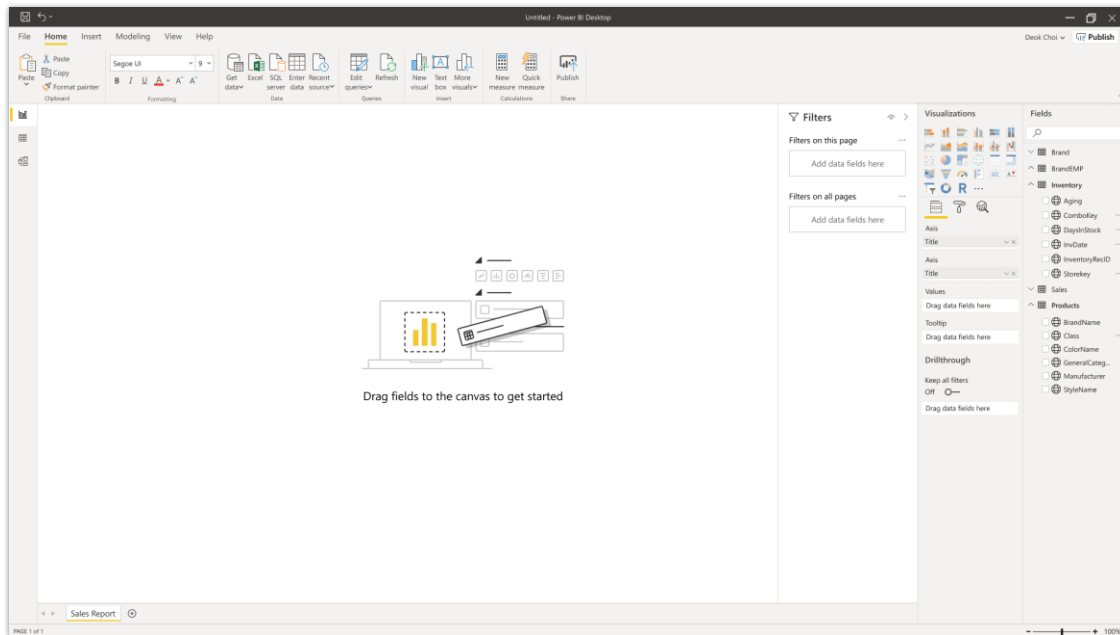 Untitled - Power BI Desktop
File Home Insert Modeling View Help
Deok Choi Publish
Paste
Paste
Copy
Format painter
Clipboard
Segoe UI 9
B I U A A A
Formatting
Get data
Excel
SQL server
Enter data
Recent source
Data
Edit queries
Refresh
Queries
New visual
Text box
More visuals
Insert
New measure
Quick measure
Calculations
Publish
Share
Drag fields to the canvas to get started
Filters
Filters on this page
Add data fields here
Filters on all pages
Add data fields here
Visualizations
R
Axis
Title
Axis
Title
Values
Drag data fields here
Tooltip
Drag data fields here
Drillthrough
Keep all filters
Off
Drag data fields here
Fields
Brand
BrandEMP
Inventory
Aging
ComboKey
DaysInStock
InvDate
InventoryRecID
Storekey
Sales
Products
BrandName
Class
ColorName
GeneralCateg...
Manufacturer
StyleName
Sales Report
PAGE 1 of 1
100%